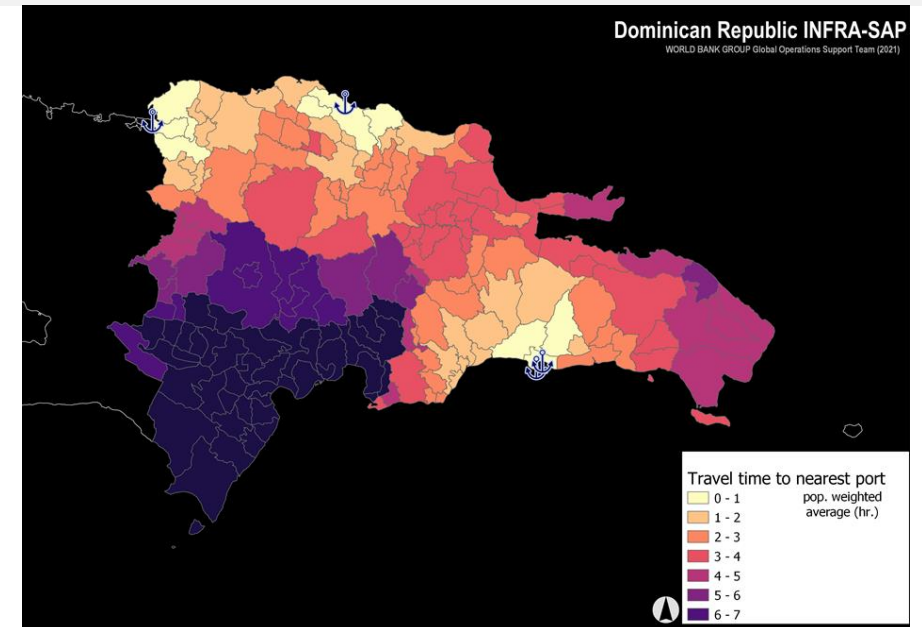 Dominican Republic INFRA-SAP
WORLD BANK GROUP Global Operations Support Team (2021)
Travel time to nearest port
pop. weighted
average (hr.)
0 - 1
1 - 2
2 - 3
3 - 4
4 - 5
5 - 6
6 - 7